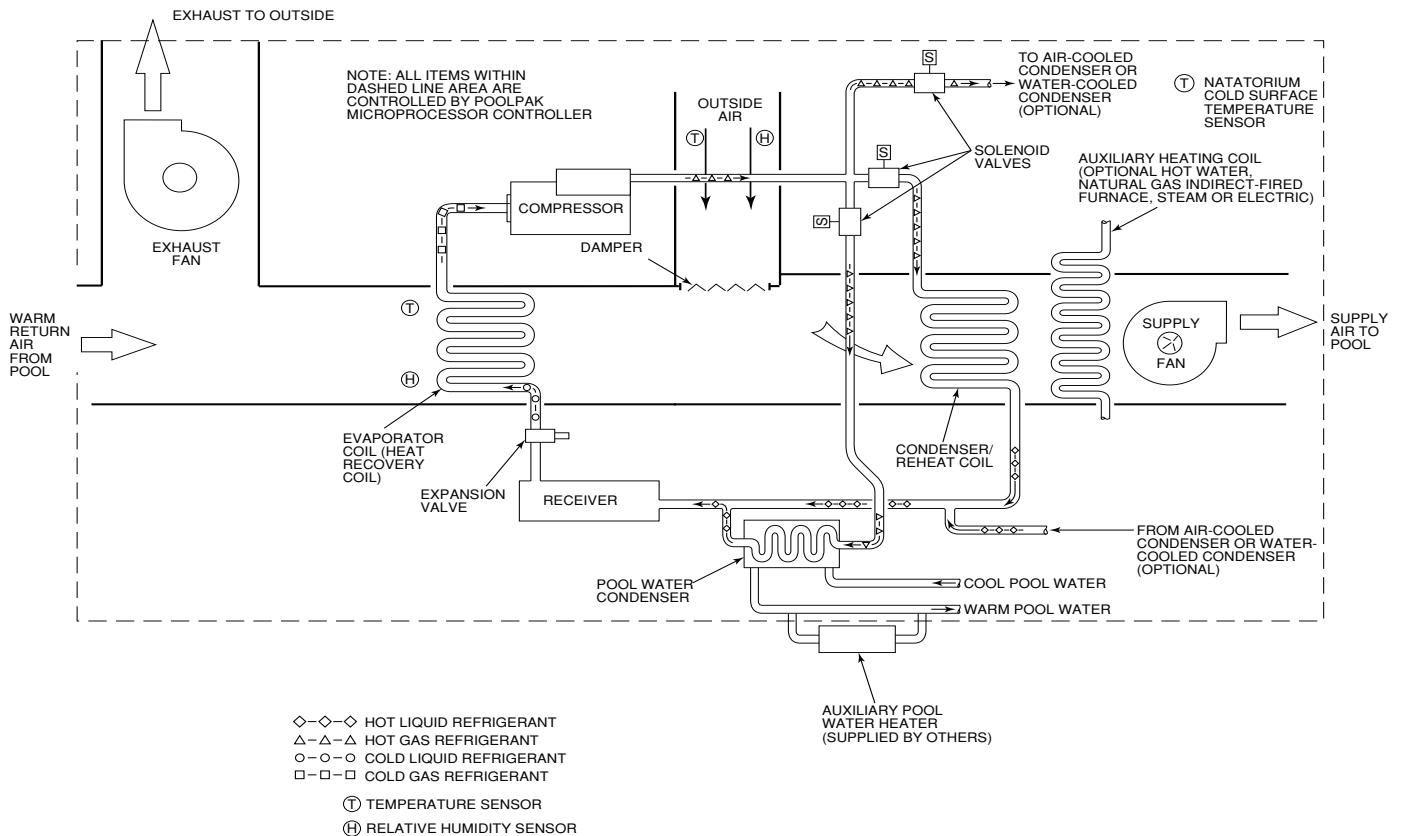 EXHAUST TO OUTSIDE
NOTE: ALL ITEMS WITHIN
DASHED LINE AREA ARE
CONTROLLED BY POOLPAK
MICROPROCESSOR CONTROLLER
OUTSIDE
AIR
T
H
S
TO AIR-COOLED
CONDENSER OR
WATER-COOLED
CONDENSER
(OPTIONAL)
T
NATATORIUM
COLD SURFACE
TEMPERATURE
SENSOR
SOLENOID
VALVES
S
S
AUXILIARY HEATING COIL
(OPTIONAL HOT WATER,
NATURAL GAS INDIRECT-FIRED
FURNACE, STEAM OR ELECTRIC)
COMPRESSOR
EXHAUST
FAN
DAMPER
WARM
RETURN
AIR
FROM
POOL
T
H
SUPPLY
FAN
SUPPLY
AIR TO
POOL
EVAPORATOR
COIL (HEAT
RECOVERY
COIL)
EXPANSION
VALVE
RECEIVER
CONDENSER/
REHEAT COIL
FROM AIR-COOLED
CONDENSER OR WATER-
COOLED CONDENSER
(OPTIONAL)
POOL WATER
CONDENSER
COOL POOL WATER
WARM POOL WATER
AUXILIARY POOL
WATER HEATER
(SUPPLIED BY OTHERS)
HOT LIQUID REFRIGERANT
HOT GAS REFRIGERANT
COLD LIQUID REFRIGERANT
COLD GAS REFRIGERANT
T TEMPERATURE SENSOR
H RELATIVE HUMIDITY SENSOR